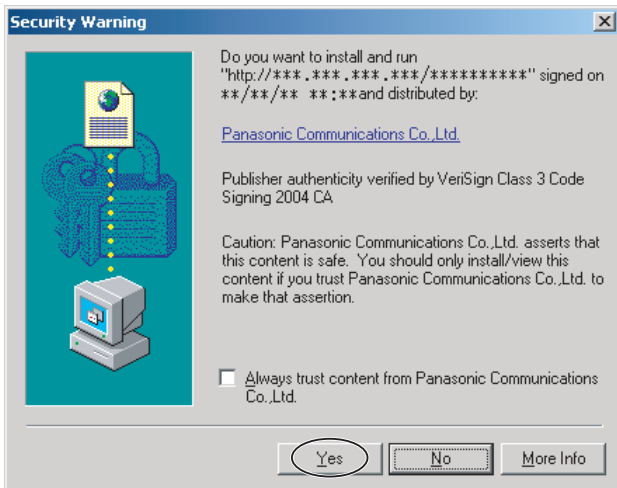 Security Warning
Do you want to install and run
"http://***.***.***.***/**********" signed on
**/**/** **:**and distributed by:
Panasonic Communications Co.,Ltd.
Publisher authenticity verified by VeriSign Class 3 Code
Signing 2004 CA
Caution: Panasonic Communications Co.,Ltd. asserts that
this content is safe. You should only install/view this
content if you trust Panasonic Communications Co.,Ltd. to
make that assertion.
Always trust content from Panasonic Communications
Co.,Ltd.
Yes No More Info